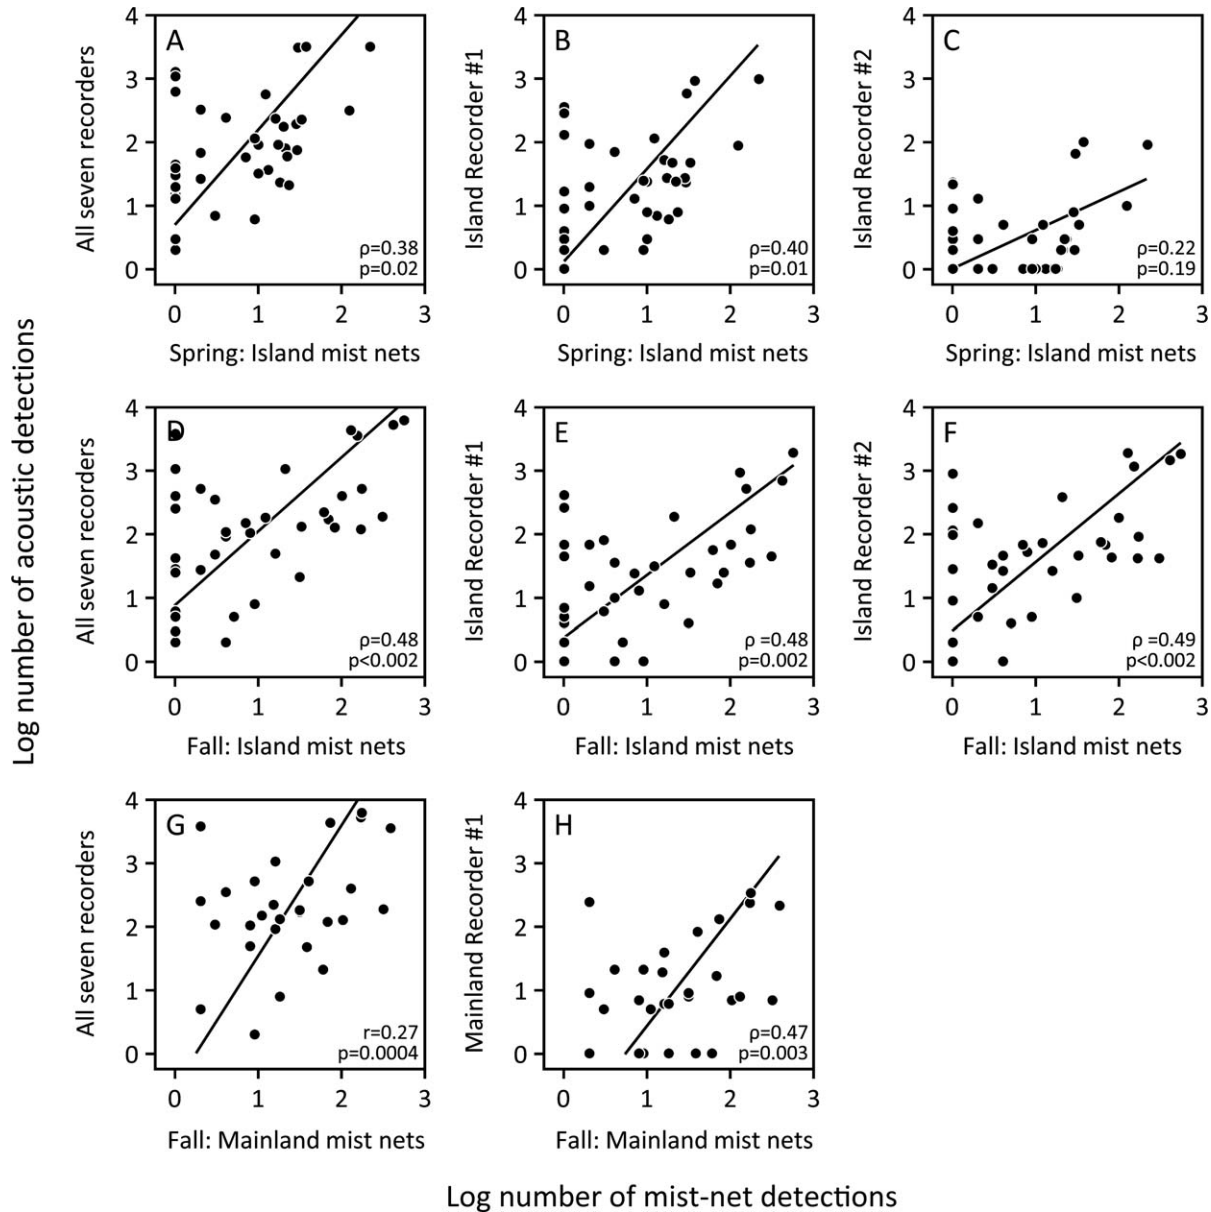 Log number of acoustic detections
All seven recorders
A
4
3
2
1
0
ρ=0.38
p=0.02
0 1 2 3
Spring: Island mist nets
Island Recorder #1
B
4
3
2
1
0
ρ=0.40
p=0.01
0 1 2 3
Spring: Island mist nets
Island Recorder #2
C
4
3
2
1
0
ρ=0.22
p=0.19
0 1 2 3
Spring: Island mist nets
All seven recorders
D
4
3
2
1
0
ρ=0.48
p<0.002
0 1 2 3
Fall: Island mist nets
Island Recorder #1
E
4
3
2
1
0
ρ =0.48
p=0.002
0 1 2 3
Fall: Island mist nets
Island Recorder #2
F
4
3
2
1
0
ρ =0.49
p<0.002
0 1 2 3
Fall: Island mist nets
All seven recorders
G
4
3
2
1
0
r=0.27
p=0.0004
0 1 2 3
Fall: Mainland mist nets
Mainland Recorder #1
H
4
3
2
1
0
ρ=0.47
p=0.003
0 1 2 3
Fall: Mainland mist nets
Log number of mist-net detections